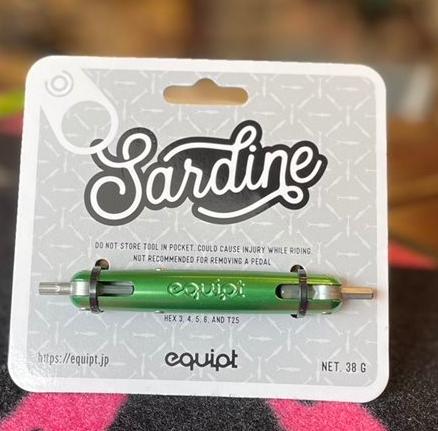 Sardine
DO NOT STORE TOOL IN POCKET. COULD CAUSE INJURY WHILE RIDING.
NOT RECOMMENDED FOR REMOVING A PEDAL
equipt
HEX 3, 4, 5, 6, AND T25
https://equipt.jp
equipt
NET. 38 G